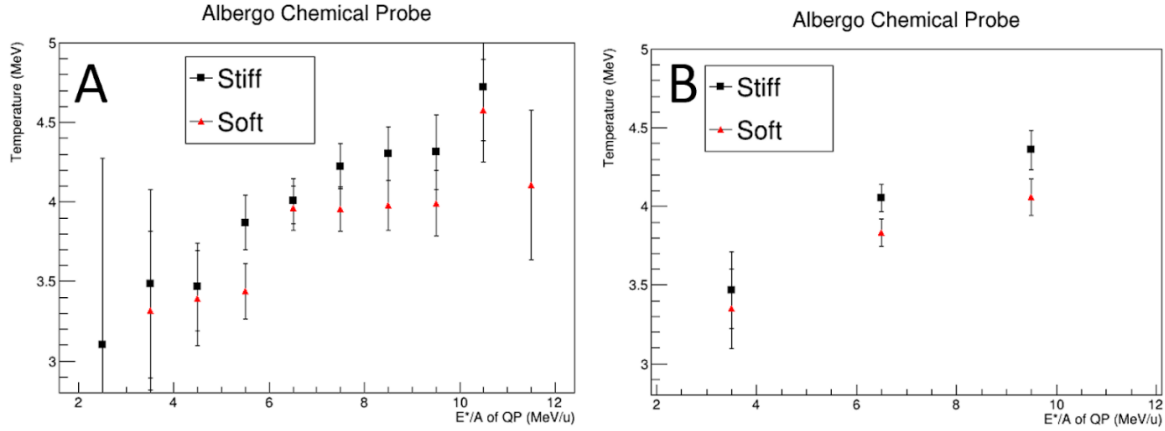 Albergo Chemical Probe
A
Stiff
Soft
Temperature (MeV)
5
4.5
4
3.5
3
2 4 6 8 10 12
E*/A of QP (MeV/u)
Albergo Chemical Probe
B
Stiff
Soft
Temperature (MeV)
5
4.5
4
3.5
3
2 4 6 8 10 12
E*/A of QP (MeV/u)